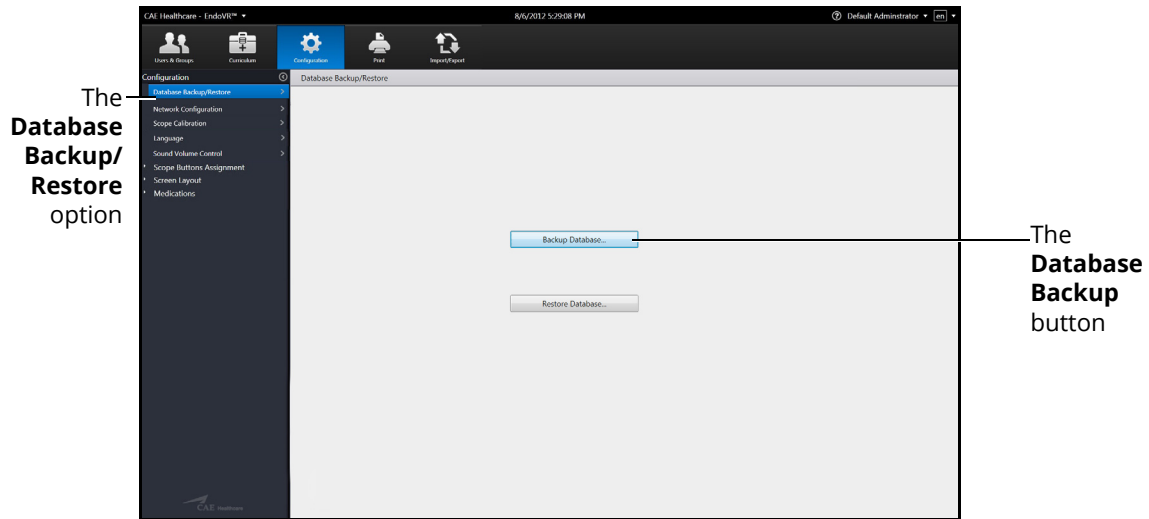 CAE Healthcare - EndoVR™
8/6/2012 5:29:08 PM
Default Adminstrator
en
Users & Groups
Curriculum
Configuration
Print
Import/Export
Configuration
Database Backup/Restore
Database Backup/Restore
Network Configuration
Scope Calibration
Language
Sound Volume Control
Scope Buttons Assignment
Screen Layout
Medications
The
Database
Backup/
Restore
option
Backup Database...
Restore Database...
The
Database
Backup
button
CAE Healthcare